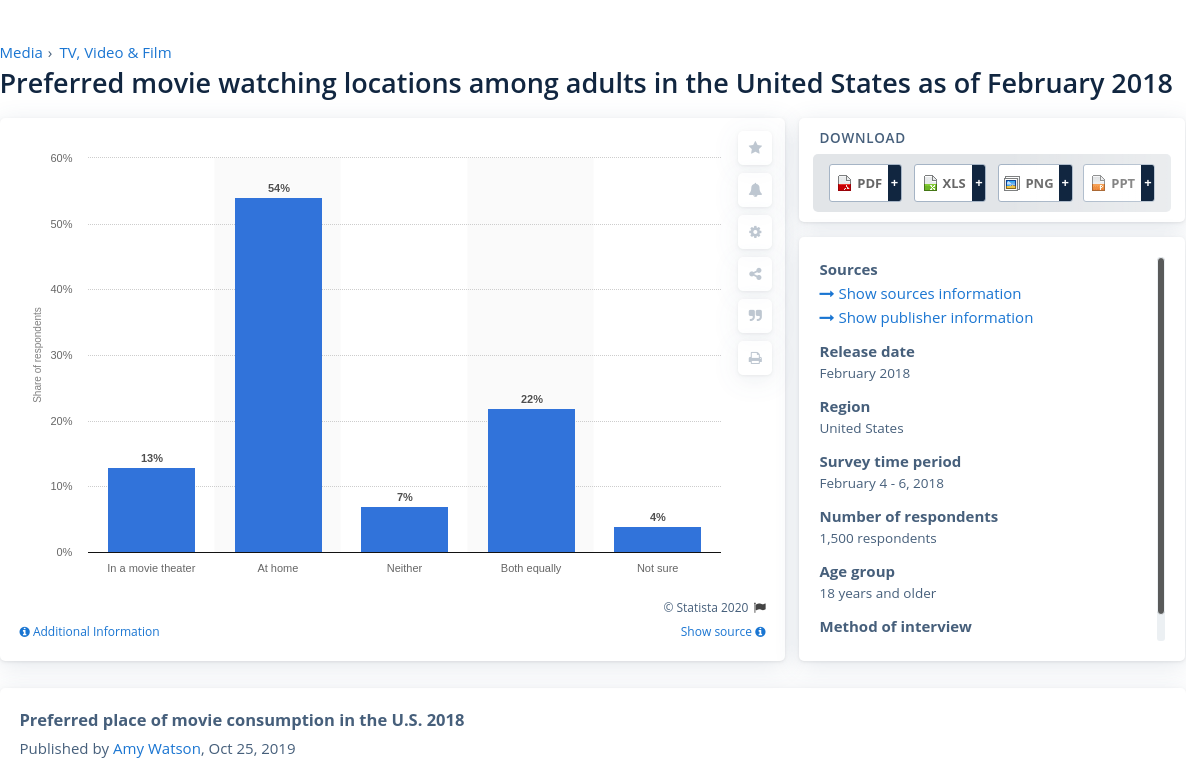 Media › TV, Video & Film
Preferred movie watching locations among adults in the United States as of February 2018
60%
50%
40%
30%
20%
10%
0%
Share of respondents
13%
54%
7%
22%
4%
In a movie theater
At home
Neither
Both equally
Not sure
© Statista 2020
Additional Information
Show source
DOWNLOAD
PDF +
XLS +
PNG +
PPT +
Sources
Show sources information
Show publisher information
Release date
February 2018
Region
United States
Survey time period
February 4 - 6, 2018
Number of respondents
1,500 respondents
Age group
18 years and older
Method of interview
Preferred place of movie consumption in the U.S. 2018
Published by Amy Watson, Oct 25, 2019